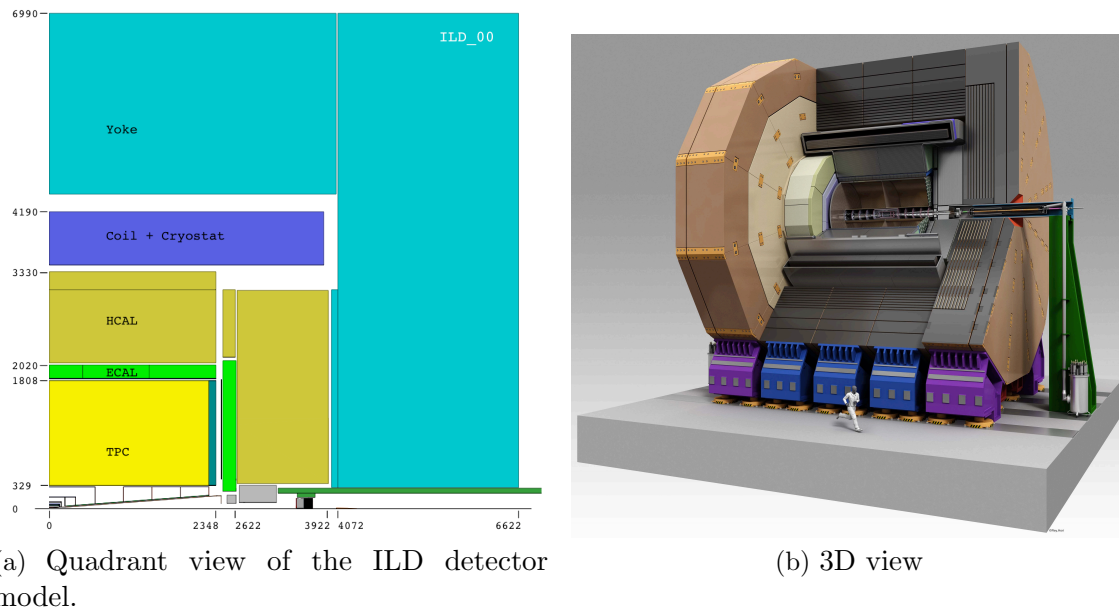 6990
ILD_00
Yoke
4190
Coil + Cryostat
3330
HCAL
2020
ECAL
1808
TPC
329
0
0 2348 2622 3922 4072 6622
a) Quadrant view of the ILD detector
model.
(b) 3D view